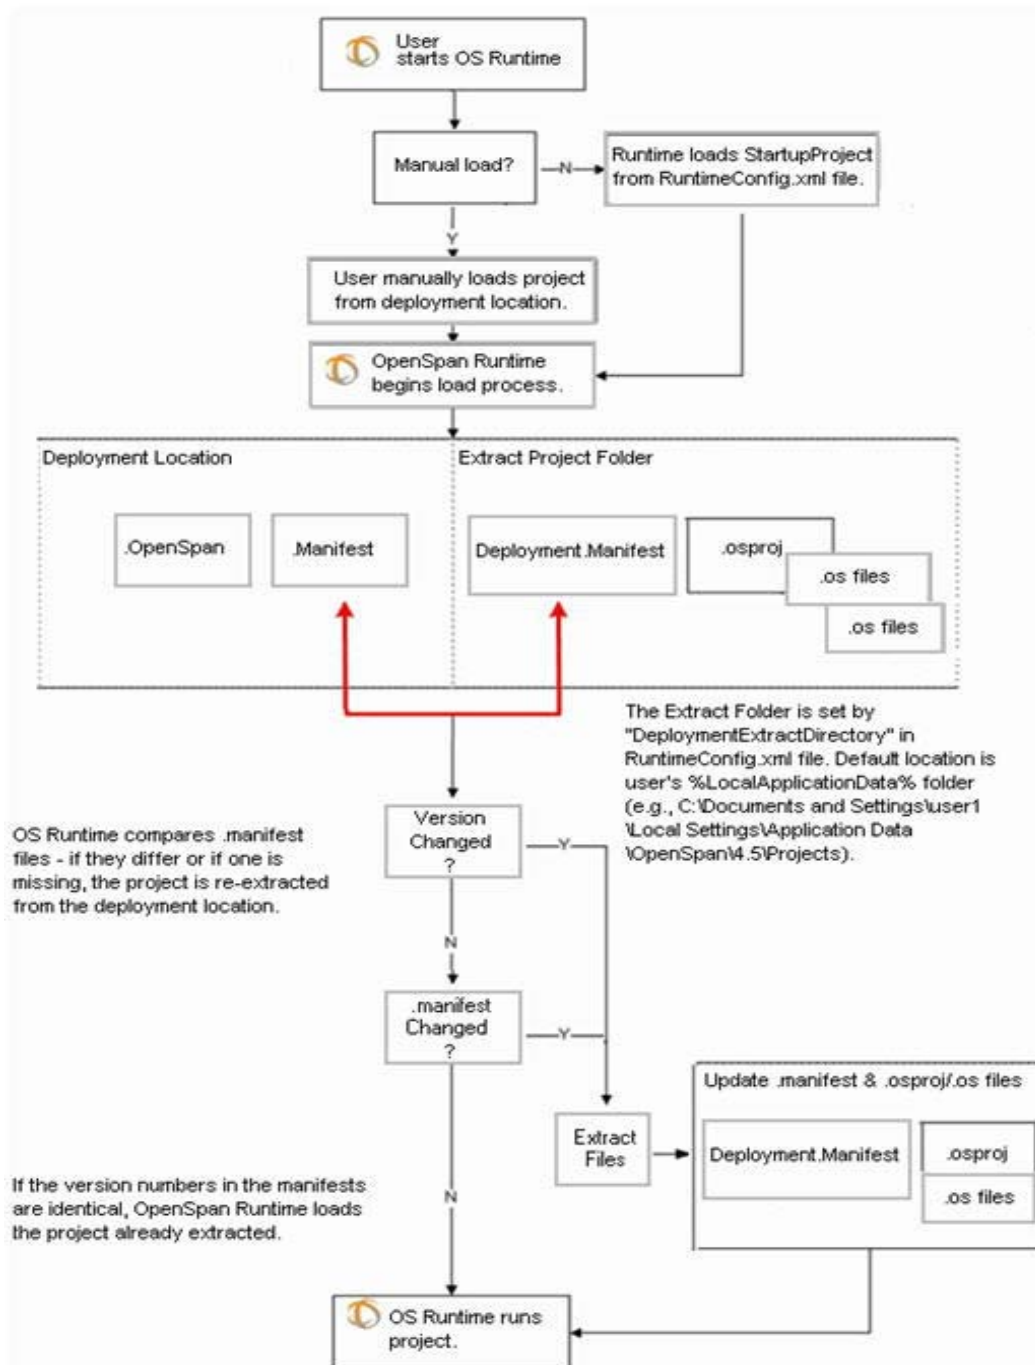 User
starts OS Runtime
Manual load?
N
Runtime loads StartupProject
from RuntimeConfig.xml file.
Y
User manually loads project
from deployment location.
OpenSpan Runtime
begins load process.
Deployment Location
Extract Project Folder
.OpenSpan
.Manifest
Deployment.Manifest
.osproj
.os files
.os files
The Extract Folder is set by
"DeploymentExtractDirectory" in
RuntimeConfig.xml file. Default location is
user's %LocalApplicationData% folder
(e.g., C:\Documents and Settings\user1
\Local Settings\Application Data
\OpenSpan\4.5\Projects).
Version
Changed
?
Y
OS Runtime compares .manifest
files - if they differ or if one is
missing, the project is re-extracted
from the deployment location.
N
.manifest
Changed
?
Y
Update .manifest & .osproj/.os files
Extract
Files
Deployment.Manifest
.osproj
.os files
If the version numbers in the manifests
are identical, OpenSpan Runtime loads
the project already extracted.
N
OS Runtime runs
project.